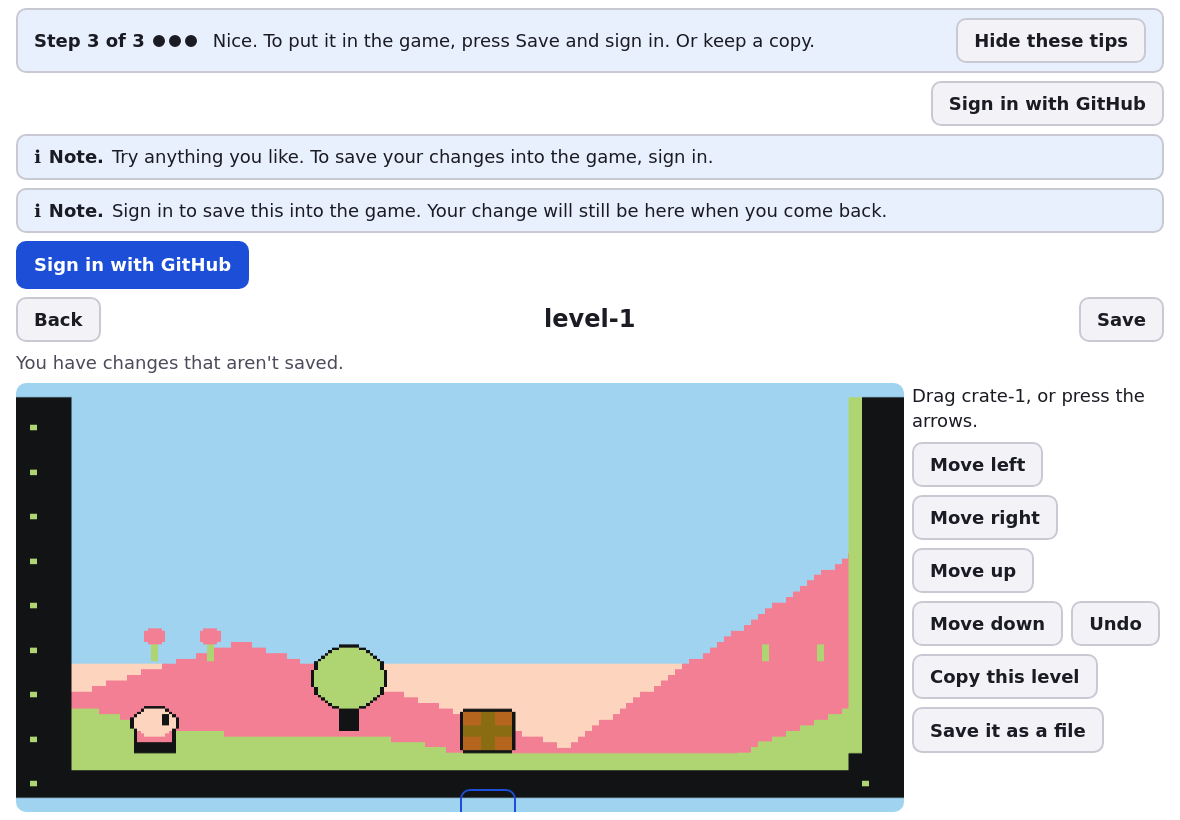 Step 3 of 3 ●●● Nice. To put it in the game, press Save and sign in. Or keep a copy.
Hide these tips
Sign in with GitHub
ℹ Note. Try anything you like. To save your changes into the game, sign in.
ℹ Note. Sign in to save this into the game. Your change will still be here when you come back.
Sign in with GitHub
Back
level-1
Save
You have changes that aren't saved.
Drag crate-1, or press the
arrows.
Move left
Move right
Move up
Move down
Undo
Copy this level
Save it as a file